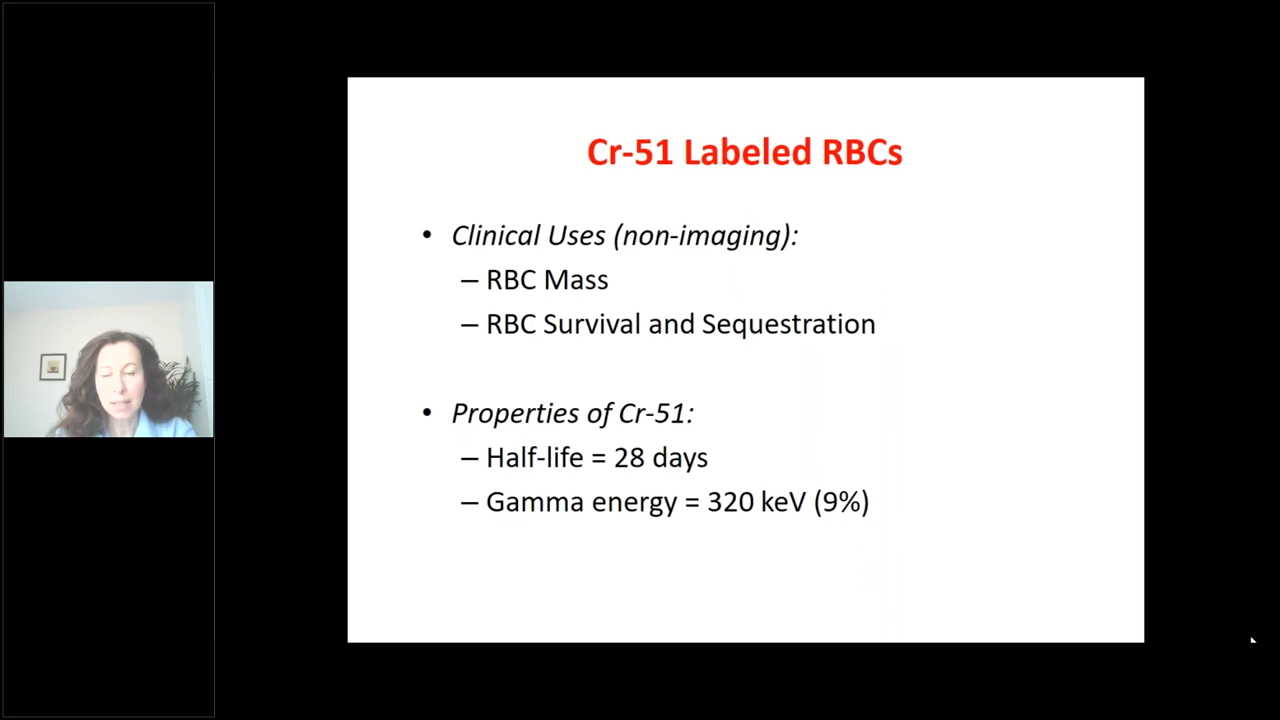 Cr-51 Labeled RBCs
• Clinical Uses (non-imaging):
– RBC Mass
– RBC Survival and Sequestration
• Properties of Cr-51:
– Half-life = 28 days
– Gamma energy = 320 keV (9%)